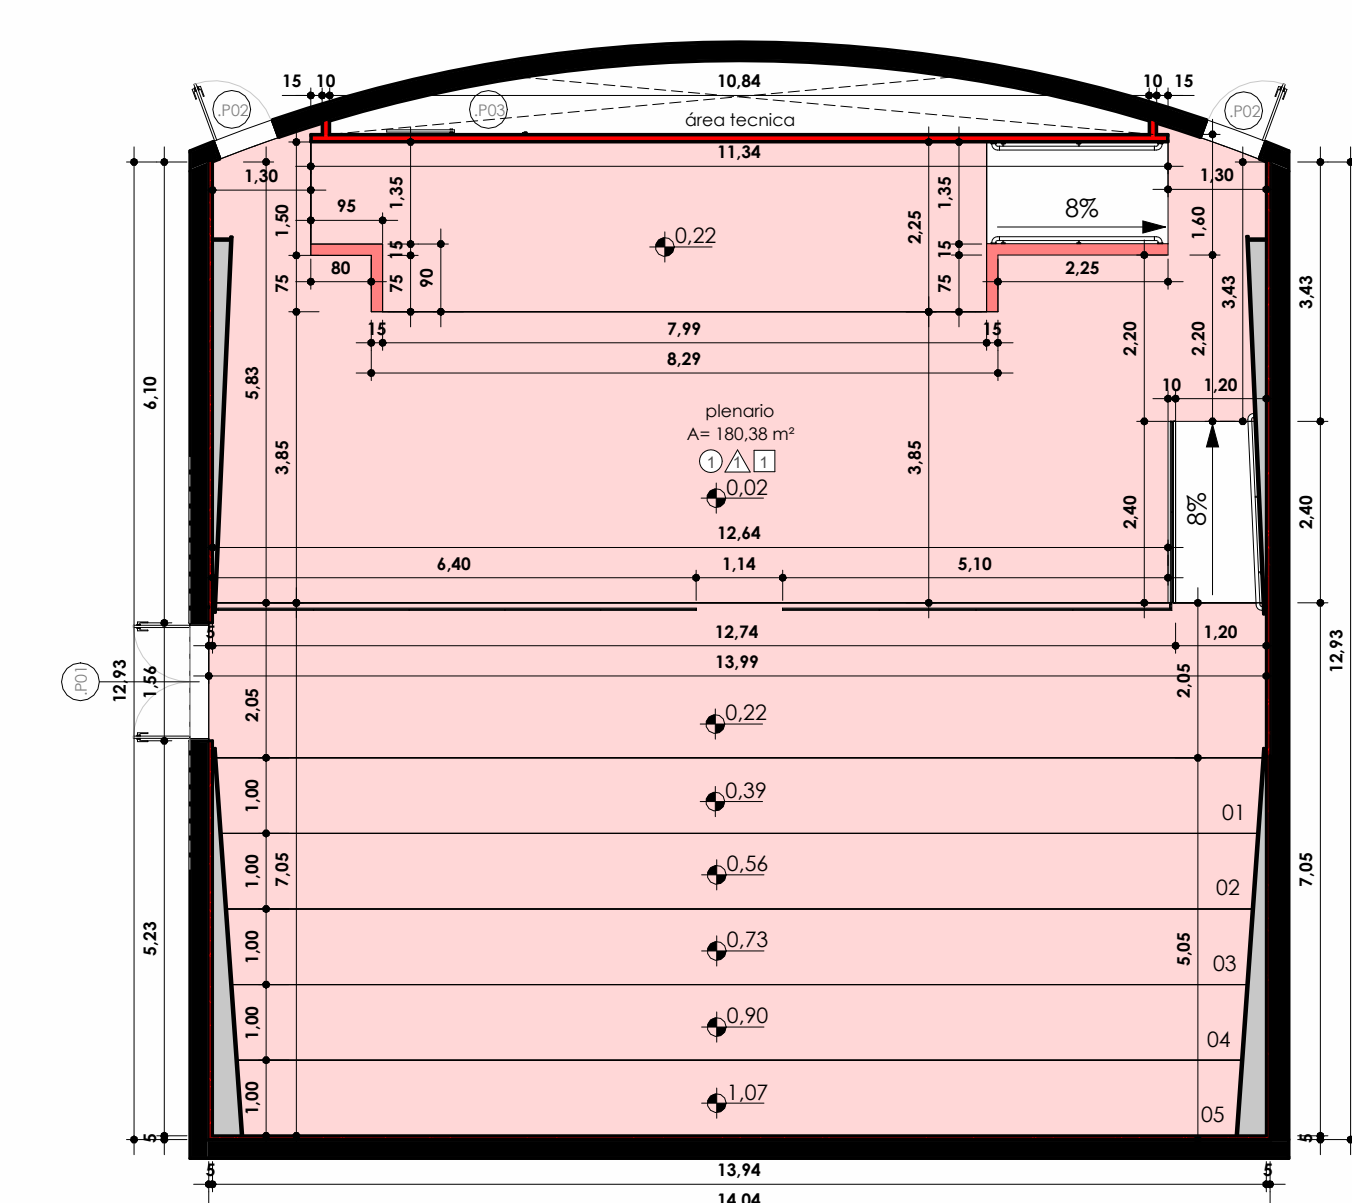 15 10 10,84 10 15
.P02 .P03 .P02
área tecnica
11,34
1,30 1,30
95 1,35 1,35 8%
1,50 2,25 1,60
0,22
15 15
80 2,25
75 75 90 75 3,43 3,43
15 7,99 15
2,20 2,20
8,29
6,10 5,83 10 1,20
plenario
A= 180,38 m²
1 1 1
3,85 3,85
0,02
2,40 8% 2,40
12,64
6,40 1,14 5,10
5 12,74 1,20
12,93 13,99 12,93
.P01 1,56 2,05
2,05 0,22
1,00 0,39 01
1,00 7,05 0,56 02 7,05
5,23 1,00 0,73 5,05 03
1,00 0,90 04
1,00 1,07 05
5 5
5 13,94 5
14,04